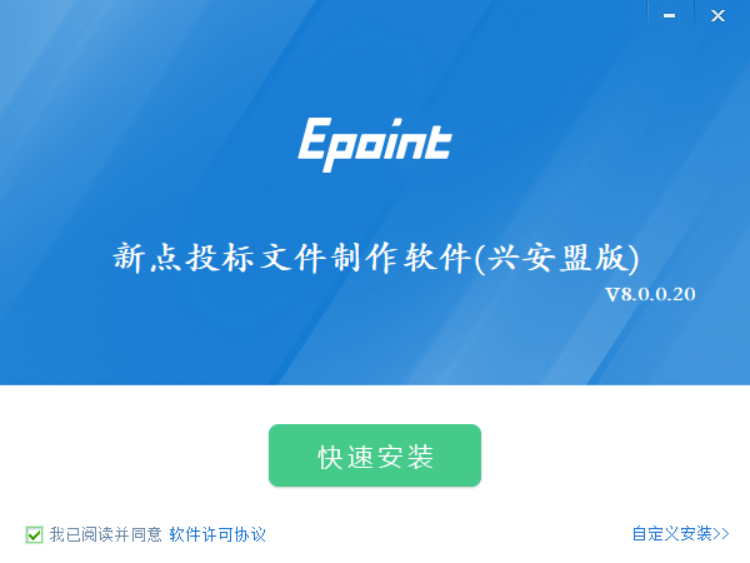 Epoint
新点投标文件制作软件(兴安盟版)
V8.0.0.20
快速安装
我已阅读并同意 软件许可协议
自定义安装>>